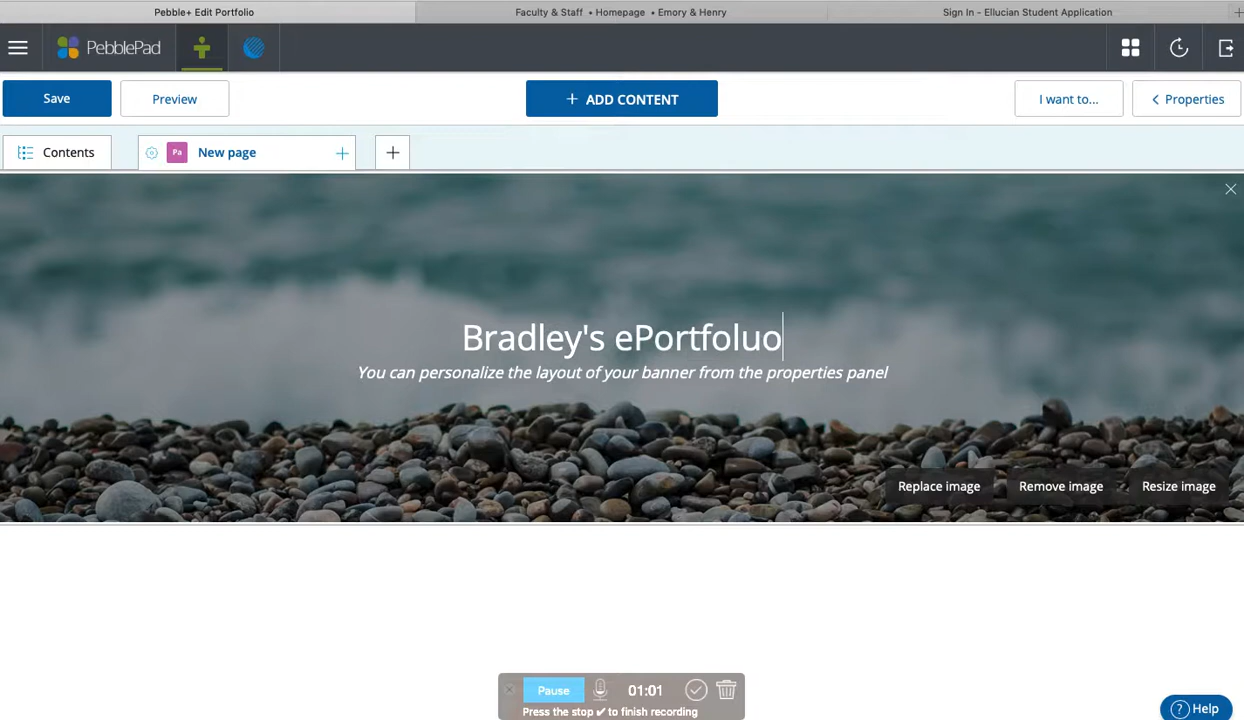 Pebble+ Edit Portfolio
Faculty & Staff • Homepage • Emory & Henry
Sign In - Ellucian Student Application
PebblePad
Save
Preview
+ ADD CONTENT
I want to...
Properties
Contents
Pa New page
Bradley's ePortfoluo
You can personalize the layout of your banner from the properties panel
Replace image
Remove image
Resize image
Pause
01:01
Press the stop ✔ to finish recording
? Help